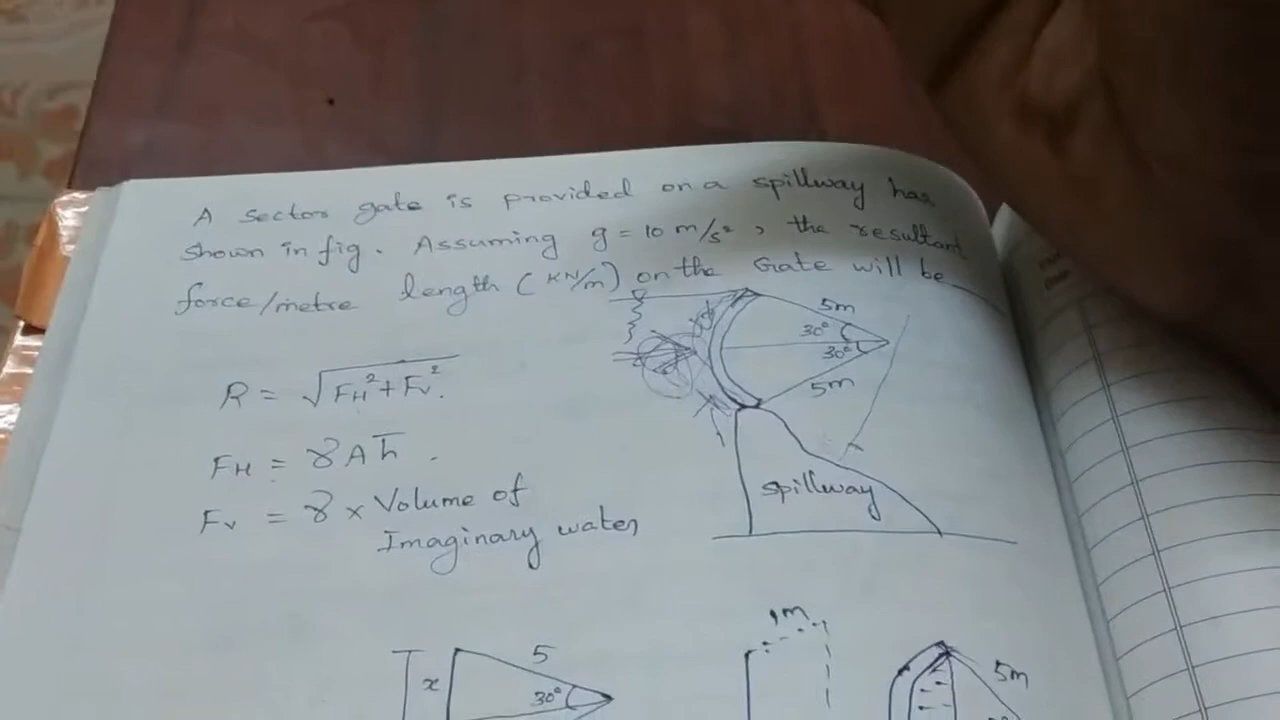 A sector gate is provided on a spillway has
shown in fig. Assuming g = 10 m/s², the resultant
force/metre length (KN/m) on the Gate will be
5m
30°
30°
5m
R = √FH² + Fv².
FH = γAh̄.
Fv = γ × Volume of
Imaginary water,
spillway
1m
5
x
30°
5m